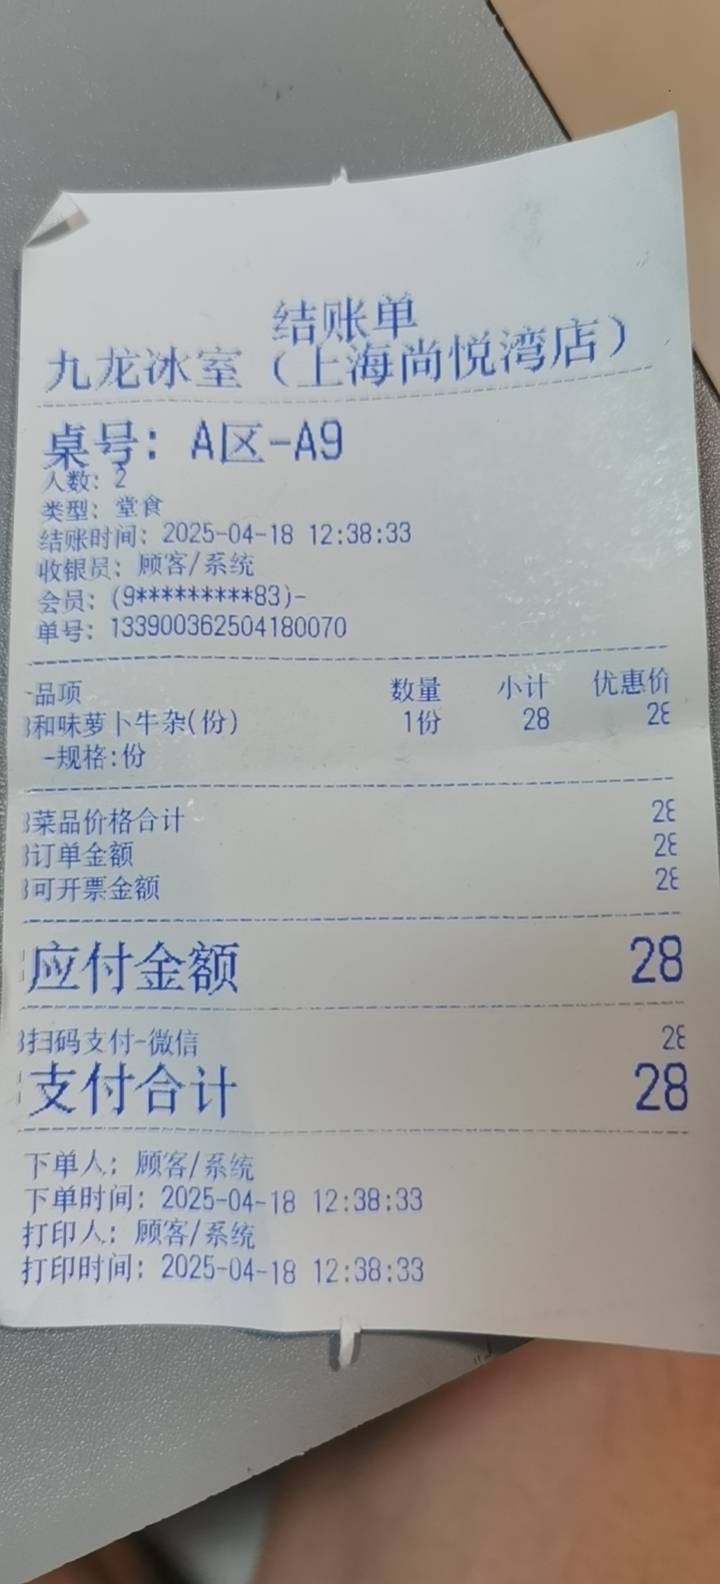 结账单
九龙冰室（上海尚悦湾店）
桌号：A区-A9
人数：2
类型：堂食
结账时间：2025-04-18 12:38:33
收银员：顾客/系统
会员：(9*********83)-
单号：133900362504180070
品项 数量 小计 优惠价
和味萝卜牛杂(份) 1份 28 28
-规格:份
菜品价格合计 28
订单金额 28
可开票金额 28
应付金额 28
扫码支付-微信 28
支付合计 28
下单人：顾客/系统
下单时间：2025-04-18 12:38:33
打印人：顾客/系统
打印时间：2025-04-18 12:38:33